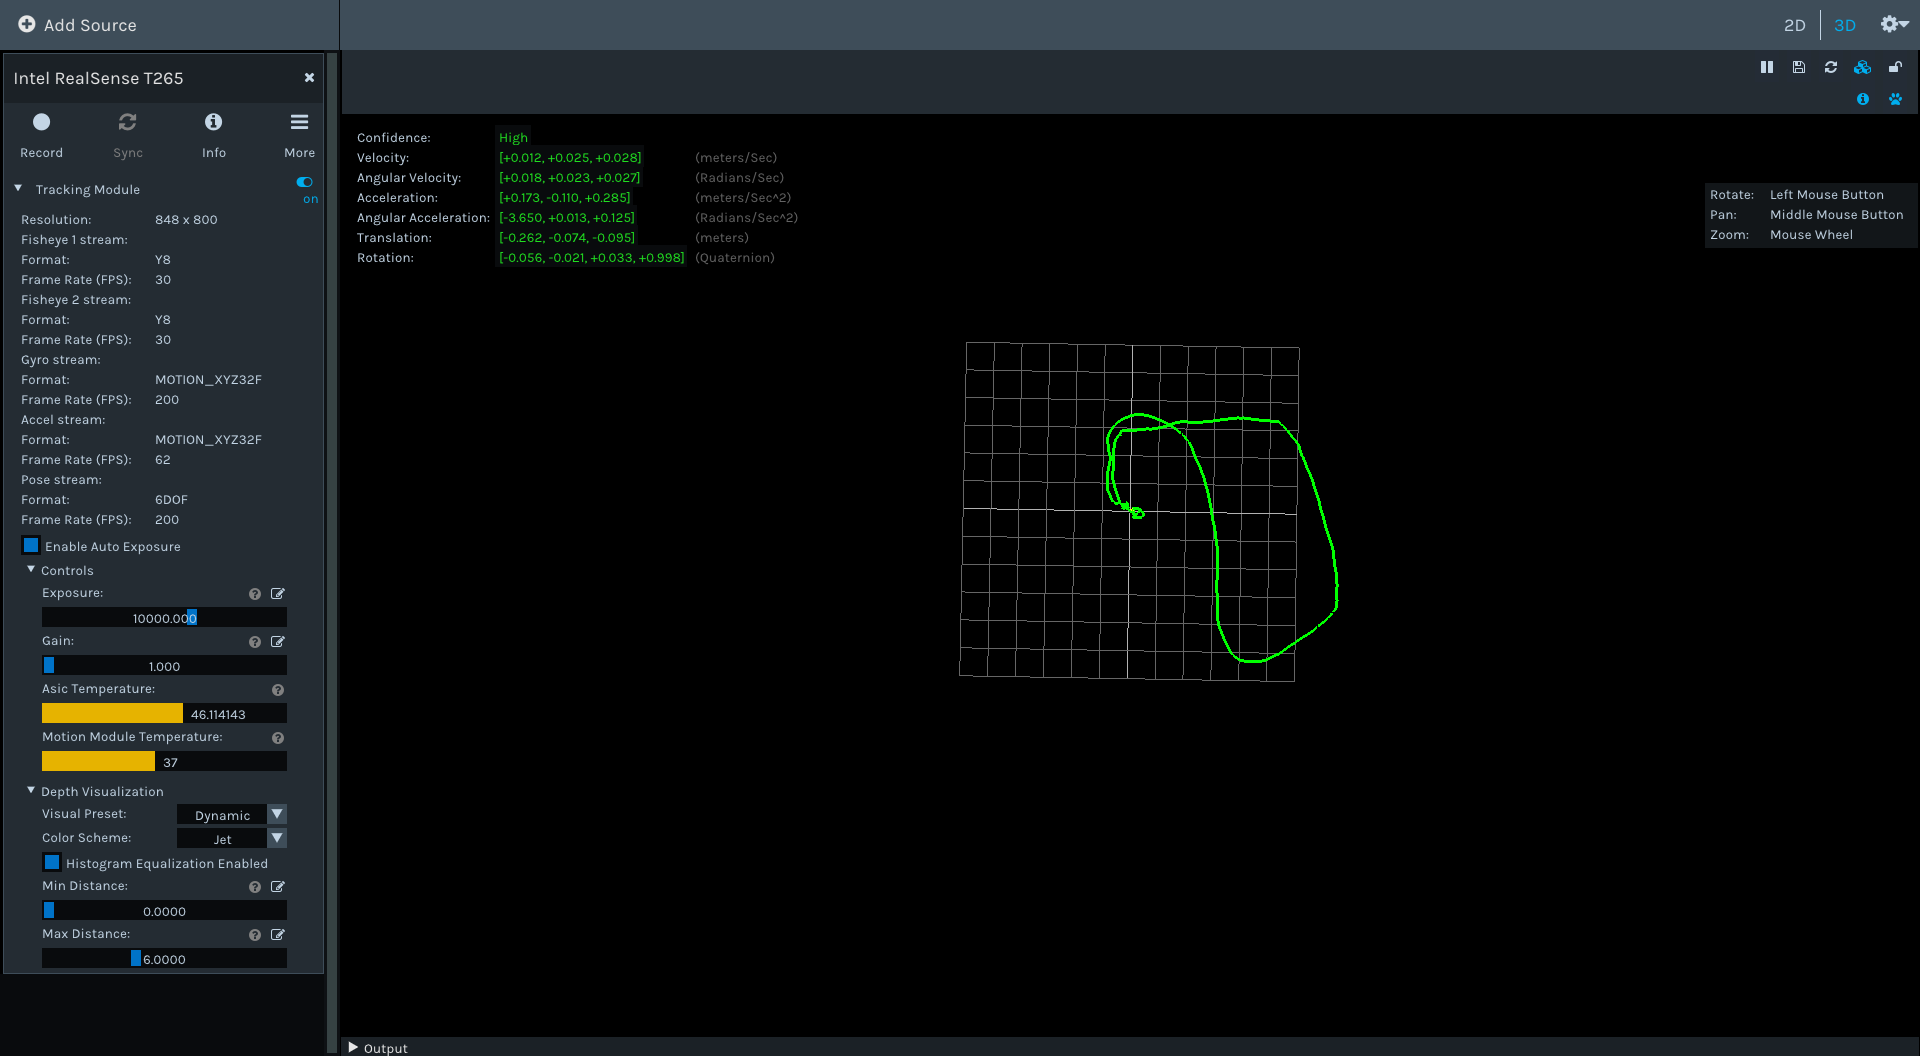 Add Source
2D 3D
Intel RealSense T265
Record Sync Info More
Tracking Module
on
Resolution: 848 x 800
Fisheye 1 stream:
Format: Y8
Frame Rate (FPS): 30
Fisheye 2 stream:
Format: Y8
Frame Rate (FPS): 30
Gyro stream:
Format: MOTION_XYZ32F
Frame Rate (FPS): 200
Accel stream:
Format: MOTION_XYZ32F
Frame Rate (FPS): 62
Pose stream:
Format: 6DOF
Frame Rate (FPS): 200
Enable Auto Exposure
Controls
Exposure:
10000.000
Gain:
1.000
Asic Temperature:
46.114143
Motion Module Temperature:
37
Depth Visualization
Visual Preset: Dynamic
Color Scheme: Jet
Histogram Equalization Enabled
Min Distance:
0.0000
Max Distance:
6.0000
Confidence: High
Velocity: [+0.012, +0.025, +0.028] (meters/Sec)
Angular Velocity: [+0.018, +0.023, +0.027] (Radians/Sec)
Acceleration: [+0.173, -0.110, +0.285] (meters/Sec^2)
Angular Acceleration: [-3.650, +0.013, +0.125] (Radians/Sec^2)
Translation: [-0.262, -0.074, -0.095] (meters)
Rotation: [-0.056, -0.021, +0.033, +0.998] (Quaternion)
Rotate: Left Mouse Button
Pan: Middle Mouse Button
Zoom: Mouse Wheel
Output